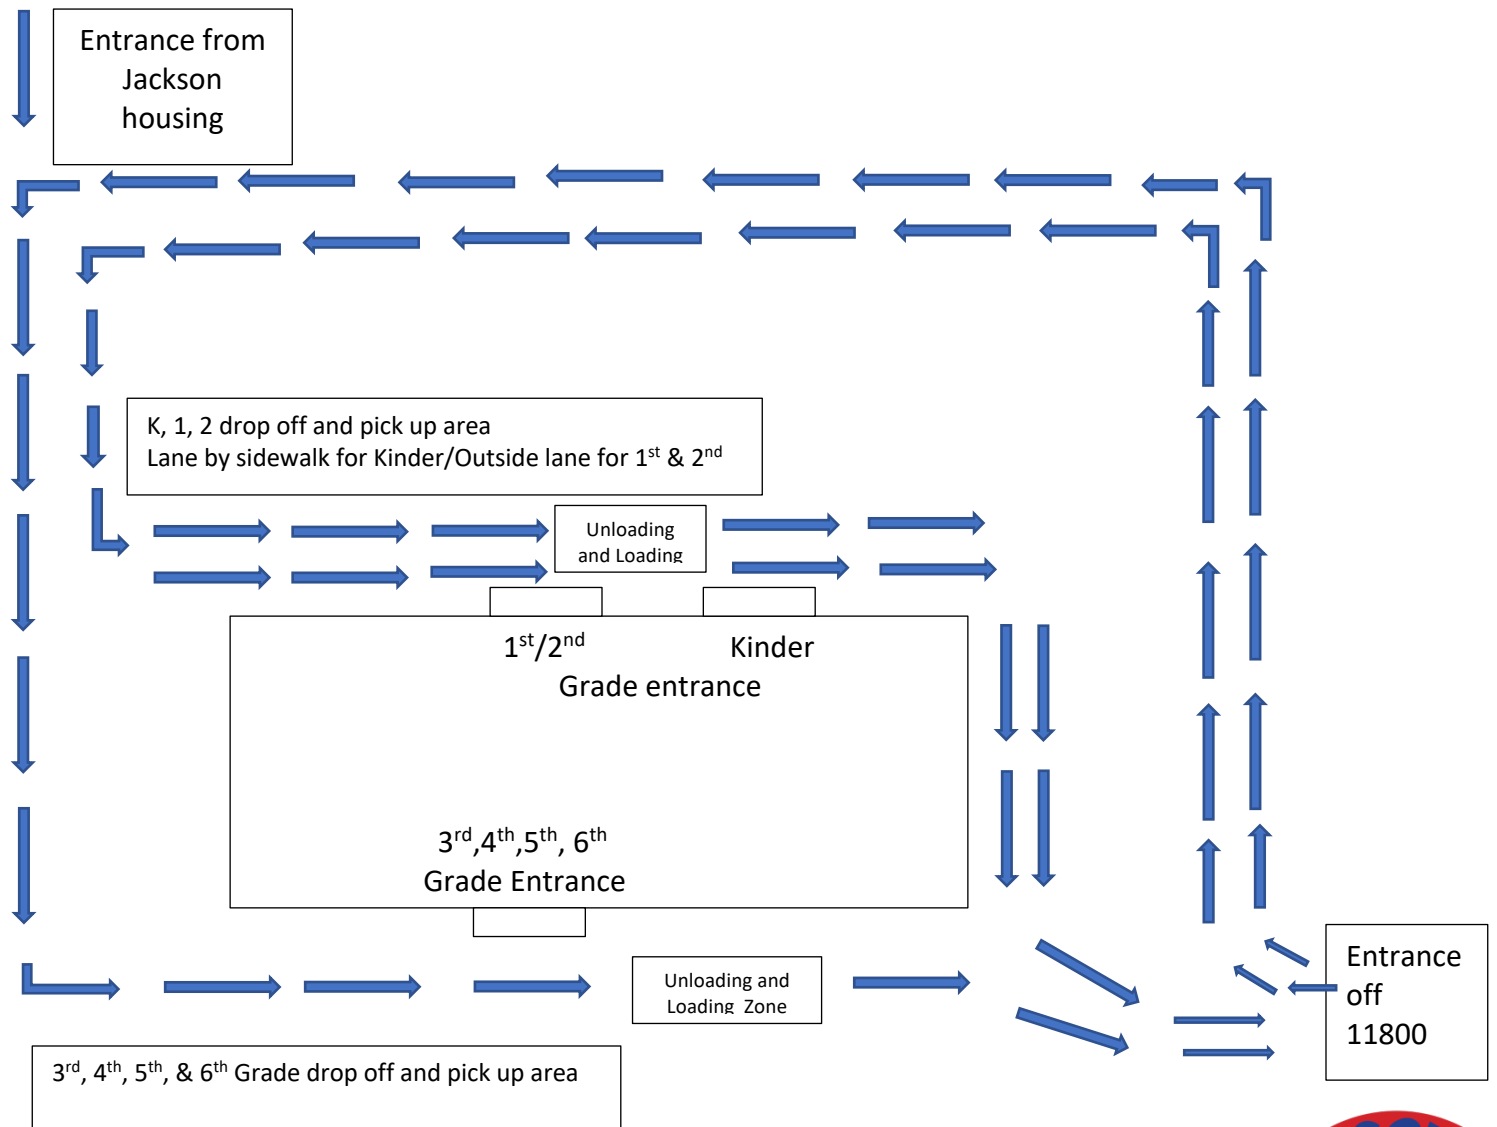 Entrance from
Jackson
housing
K, 1, 2 drop off and pick up area
Lane by sidewalk for Kinder/Outside lane for 1st & 2nd
Unloading
and Loading
1st/2nd Kinder
Grade entrance
3rd,4th,5th, 6th
Grade Entrance
Unloading and
Loading Zone
Entrance
off
11800
3rd, 4th, 5th, & 6th Grade drop off and pick up area